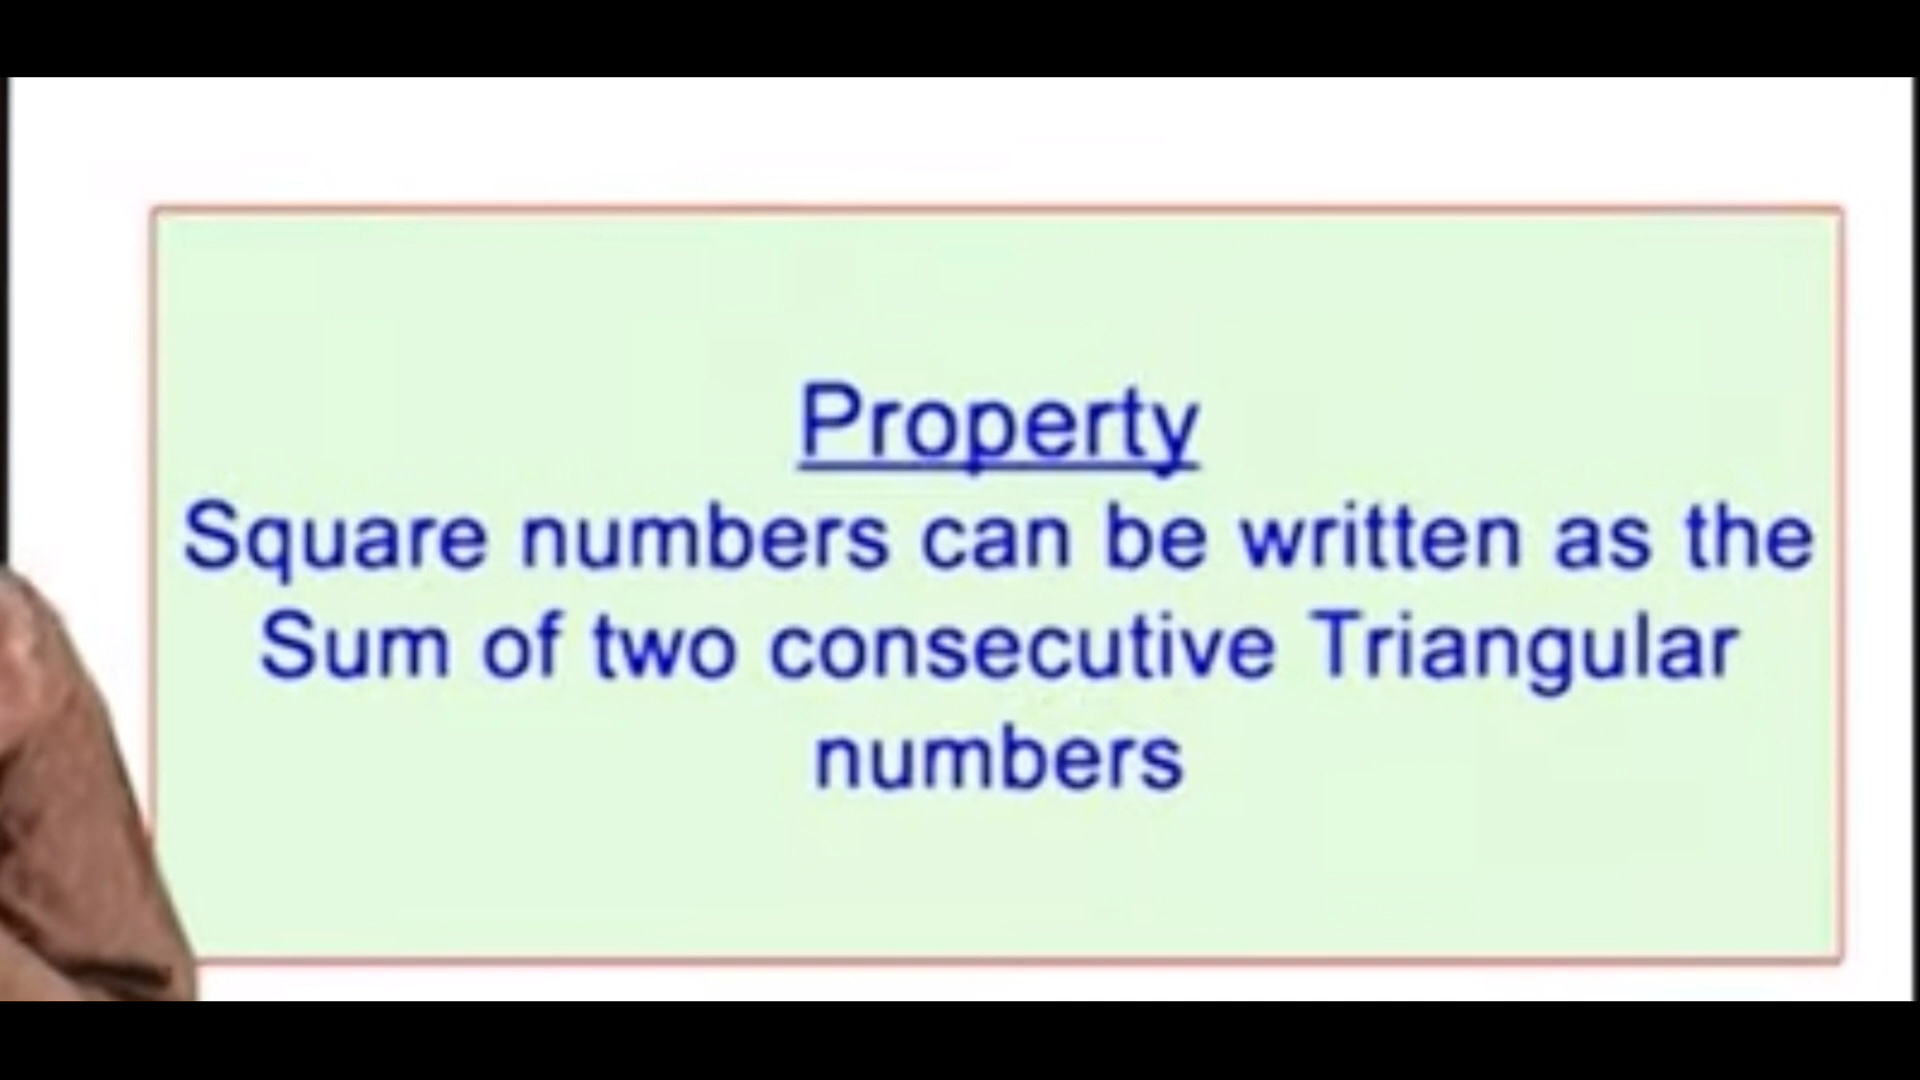 Property
Square numbers can be written as the
Sum of two consecutive Triangular
numbers